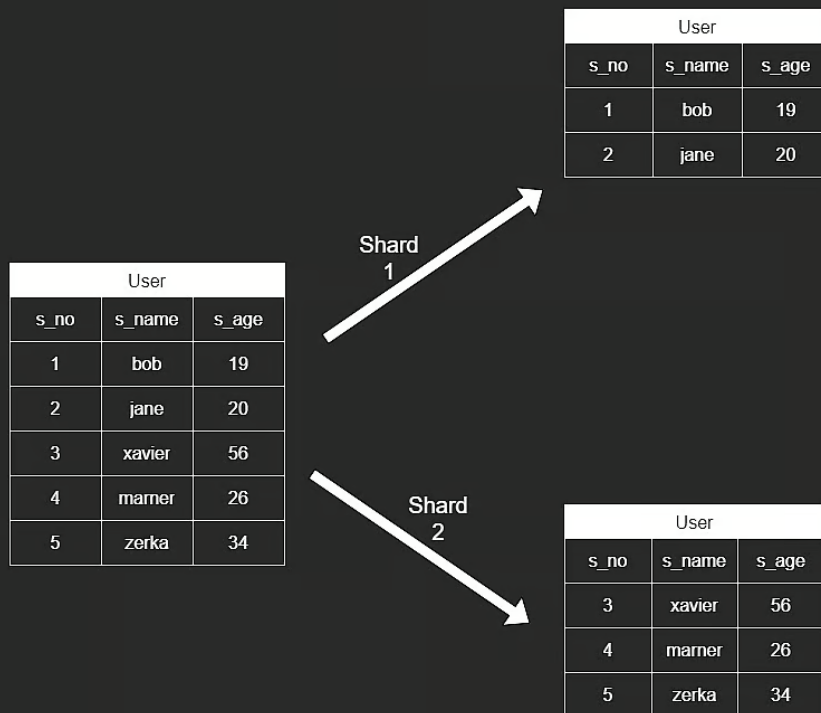 User
s_no s_name s_age
1 bob 19
2 jane 20
Shard
1
User
s_no s_name s_age
1 bob 19
2 jane 20
3 xavier 56
4 marner 26
5 zerka 34
Shard
2
User
s_no s_name s_age
3 xavier 56
4 marner 26
5 zerka 34